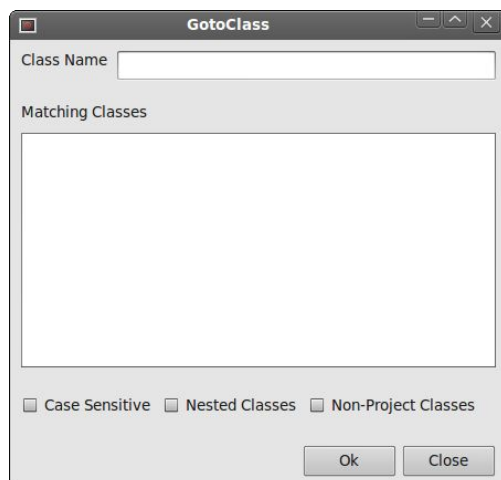 GotoClass
Class Name
Matching Classes
Case Sensitive Nested Classes Non-Project Classes
Ok Close